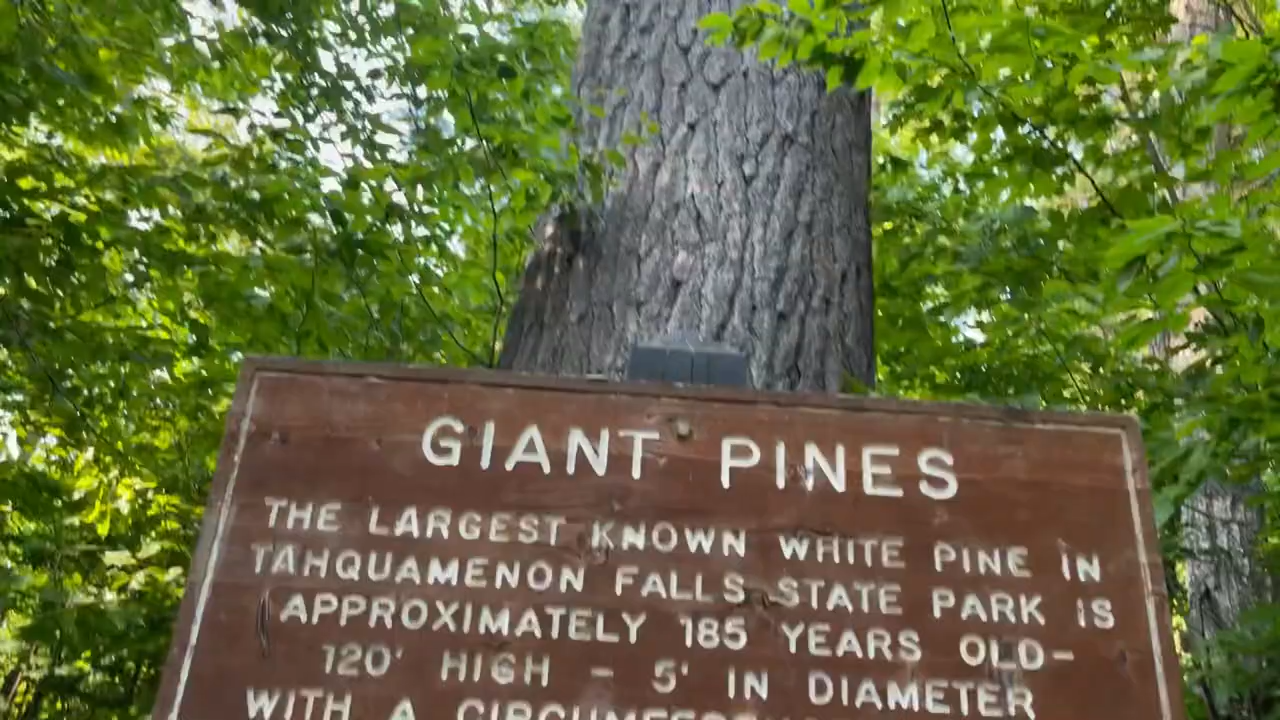 GIANT PINES
THE LARGEST KNOWN WHITE PINE IN
TAHQUAMENON FALLS STATE PARK IS
APPROXIMATELY 185 YEARS OLD-
120' HIGH - 5' IN DIAMETER
WITH A